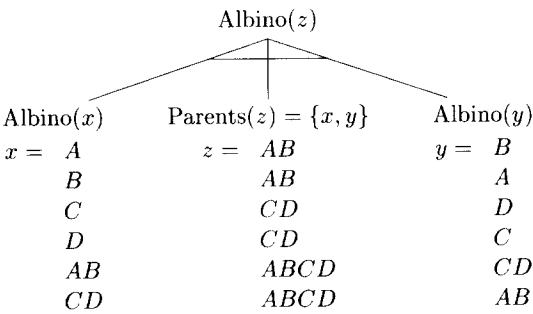 Albino(z)
Albino(x) Parents(z) = {x, y} Albino(y)
x = A z = AB y = B
B AB A
C CD D
D CD C
AB ABCD CD
CD ABCD AB